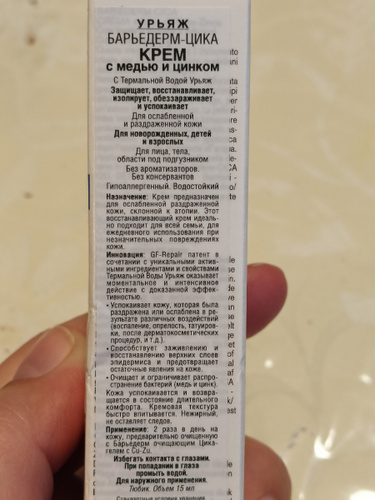 УРЬЯЖ
БАРЬЕДЕРМ-ЦИКА
КРЕМ
с медью и цинком
С Термальной Водой Урьяж
Защищает, восстанавливает,
изолирует, обеззараживает
и успокаивает
Для ослабленной
и раздраженной кожи
Для новорожденных, детей
и взрослых
Для лица, тела,
области под подгузником
Без ароматизаторов.
Без консервантов
Гипоаллергенный. Водостойкий
Назначение: Крем предназначен
для ослабленной раздраженной
кожи, склонной к атопии. Этот
восстанавливающий крем идеаль-
но подходит для всей семьи, для
ежедневного использования при
незначительных повреждениях
кожи.
Инновация: GF-Repair патент в
сочетании с уникальными актив-
ными ингредиентами и свойствами
Термальной Воды Урьяж оказывает
моментальное и интенсивное
действие с доказанной эффек-
тивностью.
• Успокаивает кожу, которая была
раздражена или ослаблена в ре-
зультате различных воздействий
(воспаление, опрелость, татуиров-
ки, после дерматокосметических
процедур, и т.д.).
• Способствует заживлению и
восстановлению верхних слоев
эпидермиса и предотвращает
остаточные явления на коже.
• Очищает и ограничивает распро-
странение бактерий (медь и цинк).
Кожа успокаивается и возвра-
щается в состояние длительного
комфорта. Кремовая текстура
быстро впитывается. Нежирный,
не оставляет следов.
Применение: 2 раза в день на
кожу, предварительно очищенную
с Барьедерм очищающим Цика-
гелем с Cu-Zu.
Избегать контакта с глазами.
При попадании в глаза
промыть водой.
Для наружного применения.
Тюбик. Объем 15 мл